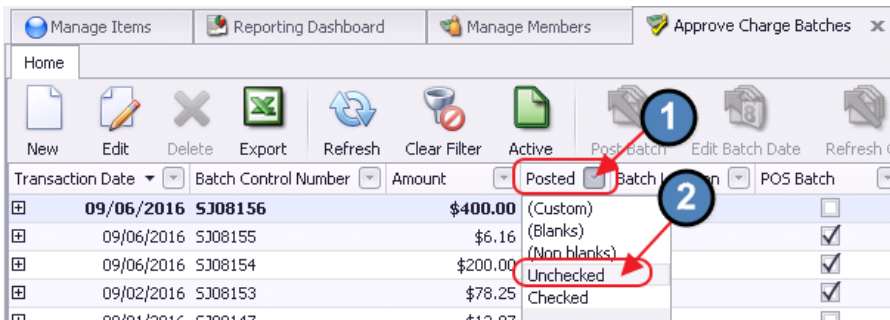 Manage Items Reporting Dashboard Manage Members Approve Charge Batches
Home
New Edit Delete Export Refresh Clear Filter Active Post Batch Edit Batch Date Refresh
1
Transaction Date Batch Control Number Amount Posted Batch POS Batch
2
09/06/2016 SJ08156 $400.00 (Custom)
09/06/2016 SJ08155 $6.16 (Blanks)
(Non blanks)
09/06/2016 SJ08154 $200.00 Unchecked
09/02/2016 SJ08153 $78.25 Checked